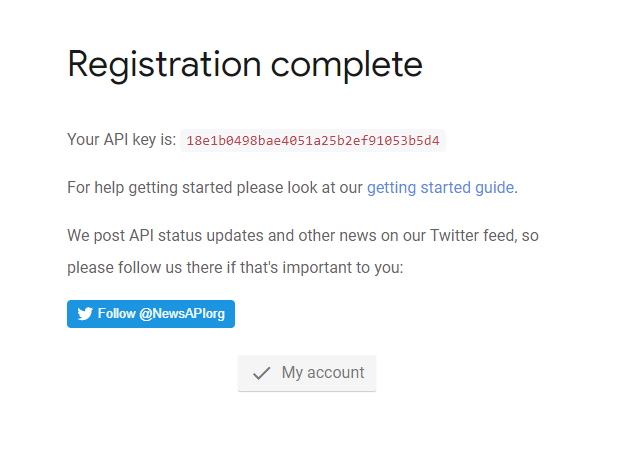 Registration complete
Your API key is: 18e1b0498bae4051a25b2ef91053b5d4
For help getting started please look at our getting started guide.
We post API status updates and other news on our Twitter feed, so
please follow us there if that's important to you:
Follow @NewsAPIorg
My account